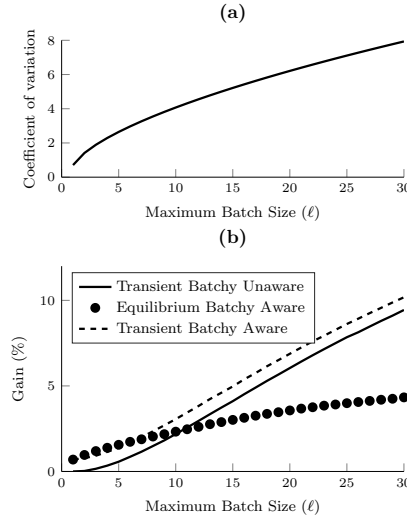 (a)
Coefficient of variation
8
6
4
2
0
0 5 10 15 20 25 30
Maximum Batch Size (ℓ)
(b)
Transient Batchy Unaware
Equilibrium Batchy Aware
Transient Batchy Aware
Gain (%)
10
5
0
0 5 10 15 20 25 30
Maximum Batch Size (ℓ)